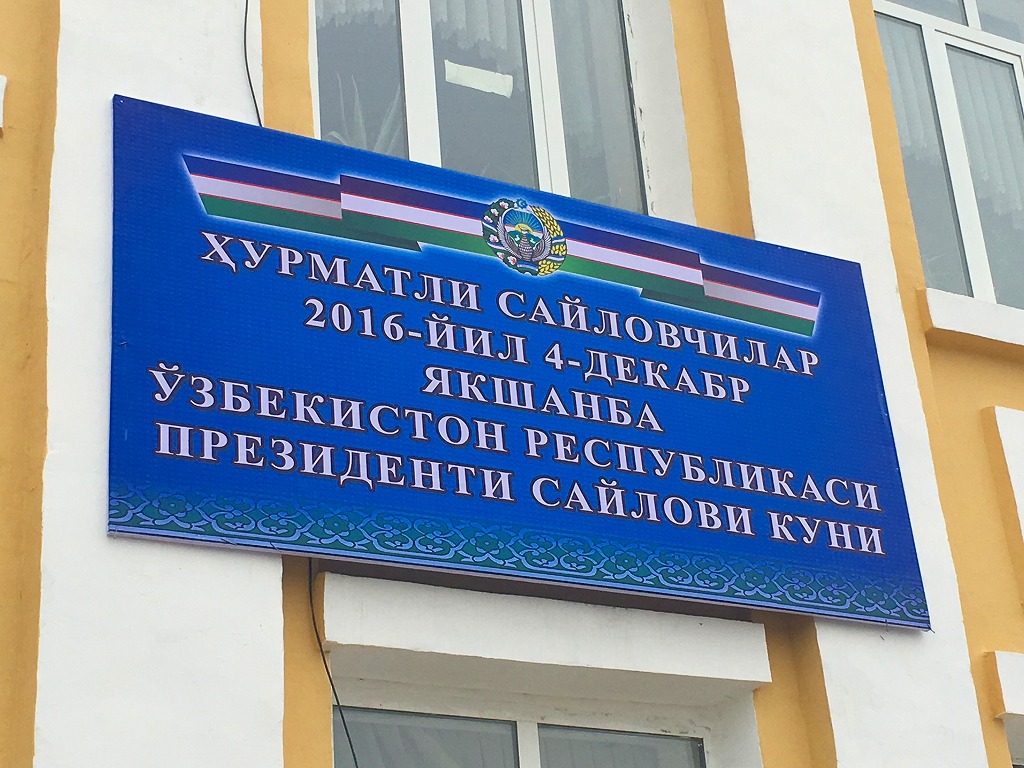 ҲУРМАТЛИ САЙЛОВЧИЛАР
2016-ЙИЛ 4-ДЕКАБР
ЯКШАНБА
ЎЗБЕКИСТОН РЕСПУБЛИКАСИ
ПРЕЗИДЕНТИ САЙЛОВИ КУНИ